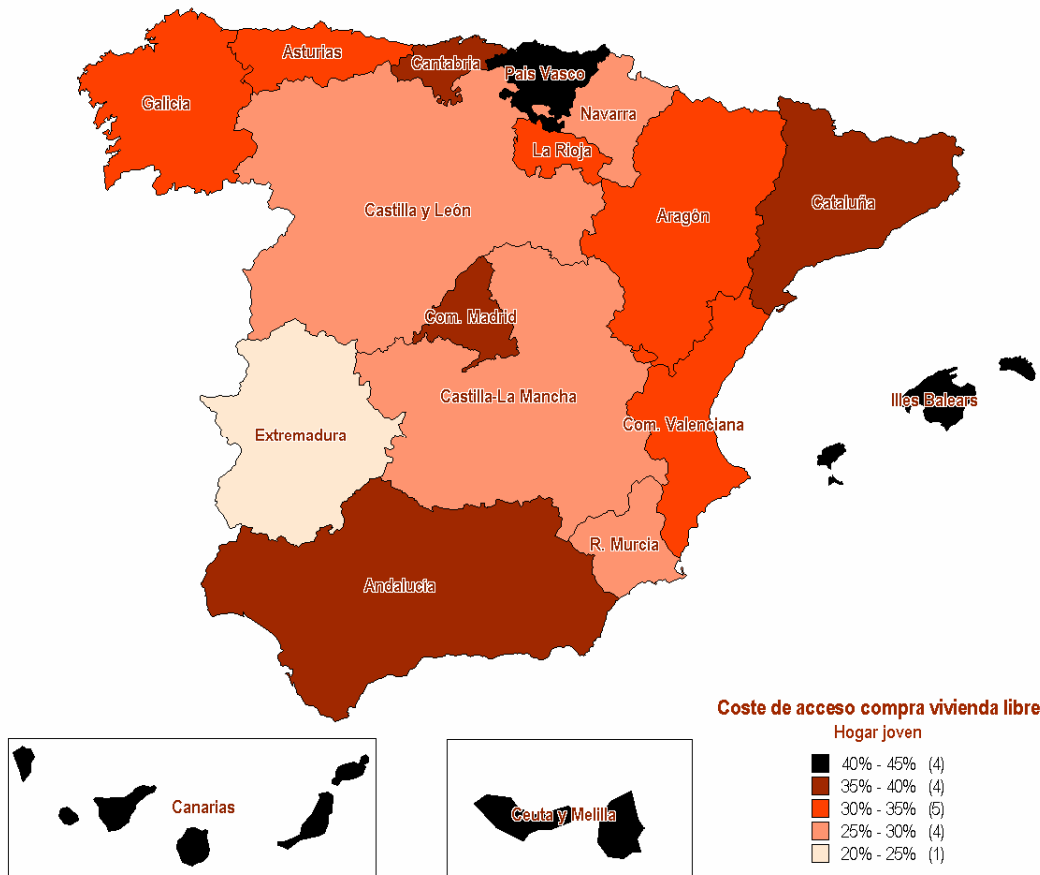 Asturias
Cantabria
Pais Vasco
Galicia
Navarra
La Rioja
Castilla y León
Aragón
Cataluña
Com. Madrid
Castilla-La Mancha
Illes Balears
Com. Valenciana
Extremadura
R. Murcia
Andalucía
Coste de acceso compra vivienda libre
Hogar joven
40% - 45% (4)
35% - 40% (4)
30% - 35% (5)
25% - 30% (4)
20% - 25% (1)
Canarias
Ceuta y Melilla